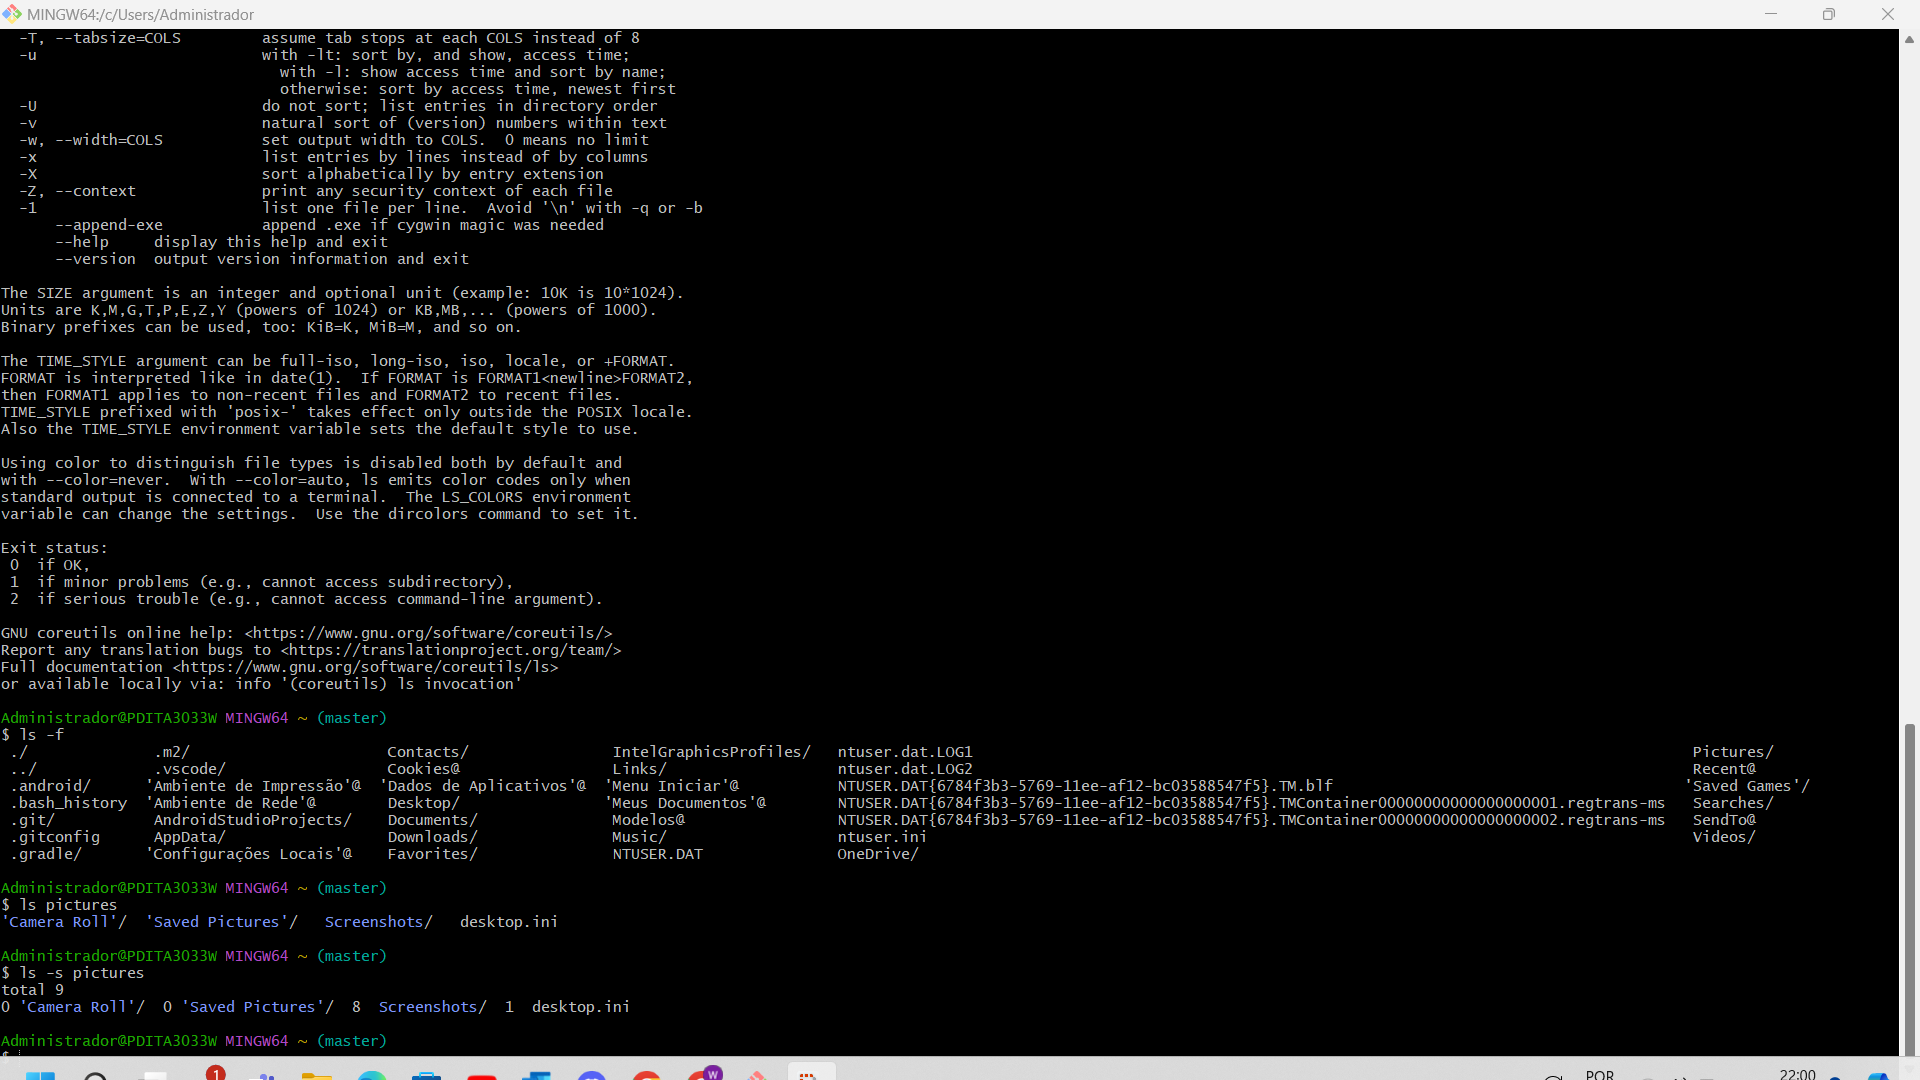 MINGW64:/c/Users/Administrador
  -T, --tabsize=COLS         assume tab stops at each COLS instead of 8
  -u                         with -lt: sort by, and show, access time;
                               with -l: show access time and sort by name;
                               otherwise: sort by access time, newest first
  -U                         do not sort; list entries in directory order
  -v                         natural sort of (version) numbers within text
  -w, --width=COLS           set output width to COLS.  0 means no limit
  -x                         list entries by lines instead of by columns
  -X                         sort alphabetically by entry extension
  -Z, --context              print any security context of each file
  -1                         list one file per line.  Avoid '\n' with -q or -b
      --append-exe           append .exe if cygwin magic was needed
      --help     display this help and exit
      --version  output version information and exit

The SIZE argument is an integer and optional unit (example: 10K is 10*1024).
Units are K,M,G,T,P,E,Z,Y (powers of 1024) or KB,MB,... (powers of 1000).
Binary prefixes can be used, too: KiB=K, MiB=M, and so on.

The TIME_STYLE argument can be full-iso, long-iso, iso, locale, or +FORMAT.
FORMAT is interpreted like in date(1).  If FORMAT is FORMAT1<newline>FORMAT2,
then FORMAT1 applies to non-recent files and FORMAT2 to recent files.
TIME_STYLE prefixed with 'posix-' takes effect only outside the POSIX locale.
Also the TIME_STYLE environment variable sets the default style to use.

Using color to distinguish file types is disabled both by default and
with --color=never.  With --color=auto, ls emits color codes only when
standard output is connected to a terminal.  The LS_COLORS environment
variable can change the settings.  Use the dircolors command to set it.

Exit status:
 0  if OK,
 1  if minor problems (e.g., cannot access subdirectory),
 2  if serious trouble (e.g., cannot access command-line argument).

GNU coreutils online help: <https://www.gnu.org/software/coreutils/>
Report any translation bugs to <https://translationproject.org/team/>
Full documentation <https://www.gnu.org/software/coreutils/ls>
or available locally via: info '(coreutils) ls invocation'

Administrador@PDITA3033W MINGW64 ~ (master)
$ ls -f
 ./              .m2/                      Contacts/                IntelGraphicsProfiles/   ntuser.dat.LOG1   Pictures/
 ../             .vscode/                  Cookies@                 Links/                   ntuser.dat.LOG2   Recent@
 .android/      'Ambiente de Impressão'@  'Dados de Aplicativos'@  'Menu Iniciar'@           NTUSER.DAT{6784f3b3-5769-11ee-af12-bc03588547f5}.TM.blf   'Saved Games'/
 .bash_history  'Ambiente de Rede'@        Desktop/                'Meus Documentos'@        NTUSER.DAT{6784f3b3-5769-11ee-af12-bc03588547f5}.TMContainer00000000000000000001.regtrans-ms   Searches/
 .git/           AndroidStudioProjects/    Documents/               Modelos@                 NTUSER.DAT{6784f3b3-5769-11ee-af12-bc03588547f5}.TMContainer00000000000000000002.regtrans-ms   SendTo@
 .gitconfig      AppData/                  Downloads/               Music/                   ntuser.ini   Videos/
 .gradle/       'Configurações Locais'@    Favorites/               NTUSER.DAT               OneDrive/

Administrador@PDITA3033W MINGW64 ~ (master)
$ ls pictures
'Camera Roll'/  'Saved Pictures'/   Screenshots/   desktop.ini

Administrador@PDITA3033W MINGW64 ~ (master)
$ ls -s pictures
total 9
0 'Camera Roll'/  0 'Saved Pictures'/  8  Screenshots/  1  desktop.ini

Administrador@PDITA3033W MINGW64 ~ (master)
$
1 W POR 22:00